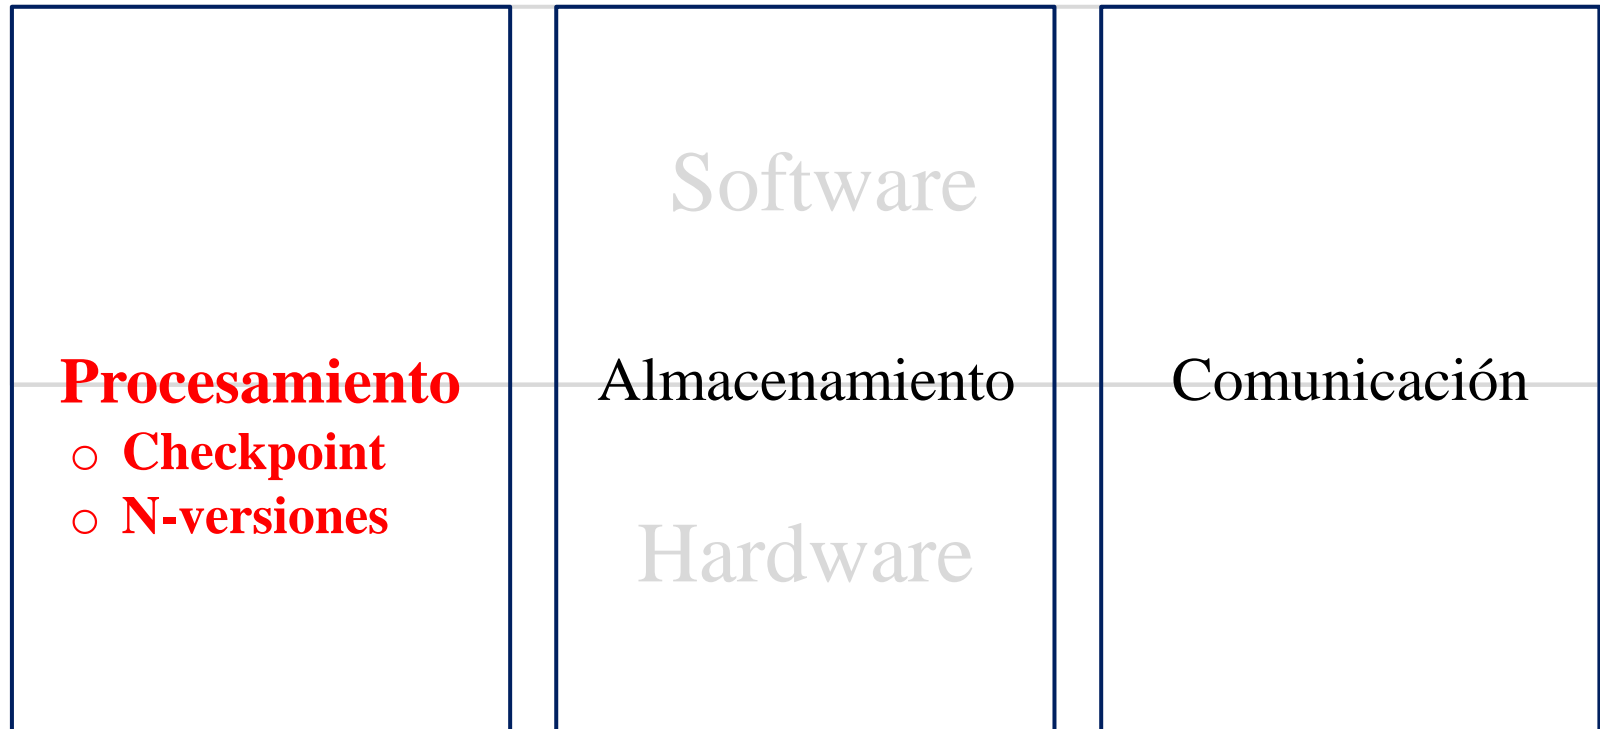 Software
Procesamiento
○ Checkpoint
○ N-versiones
Almacenamiento
Comunicación
Hardware